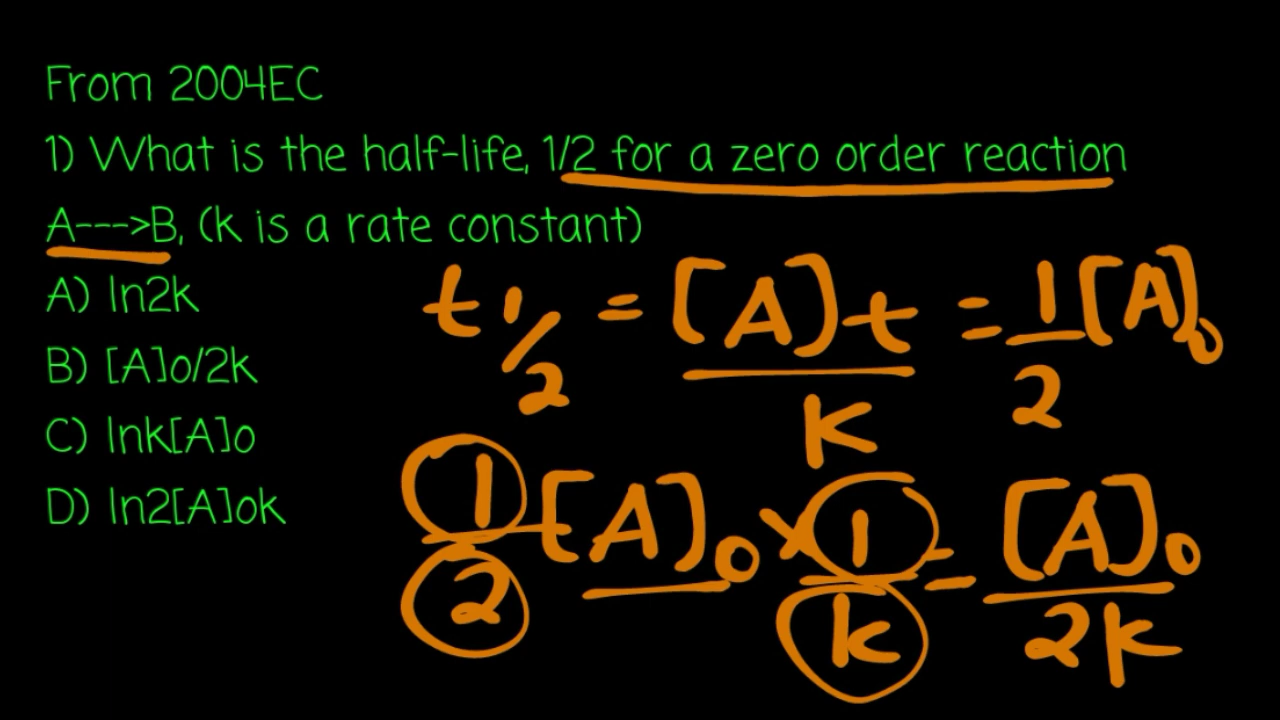 From 2004EC
1) What is the half-life, 1/2 for a zero order reaction
A--->B, (k is a rate constant)
A) ln2k
B) [A]o/2k
C) lnk[A]o
D) ln2[A]ok
t 1/2 = [A]t / K = 1/2 [A]0
1/2 [A]0 x 1/k = [A]0 / 2K